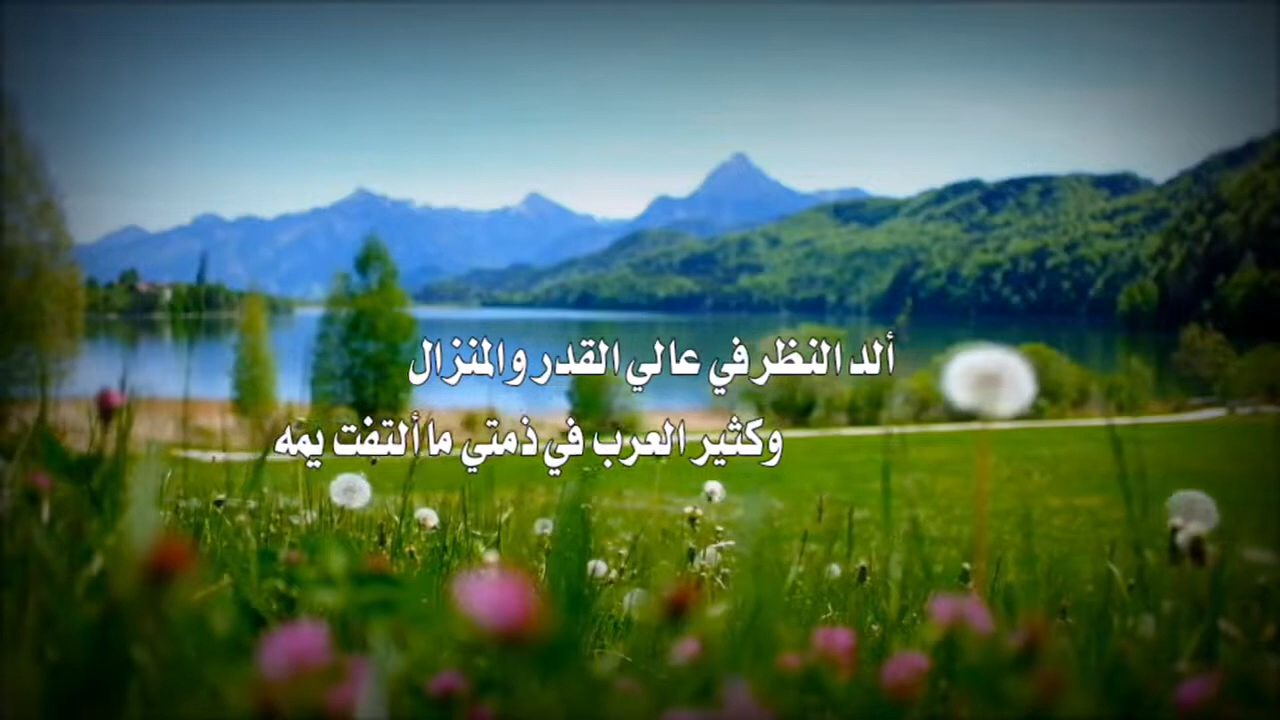 ألد النظر في عالي القدر والمنزال
وكثير العرب في ذمتي ما ألتفت يمه